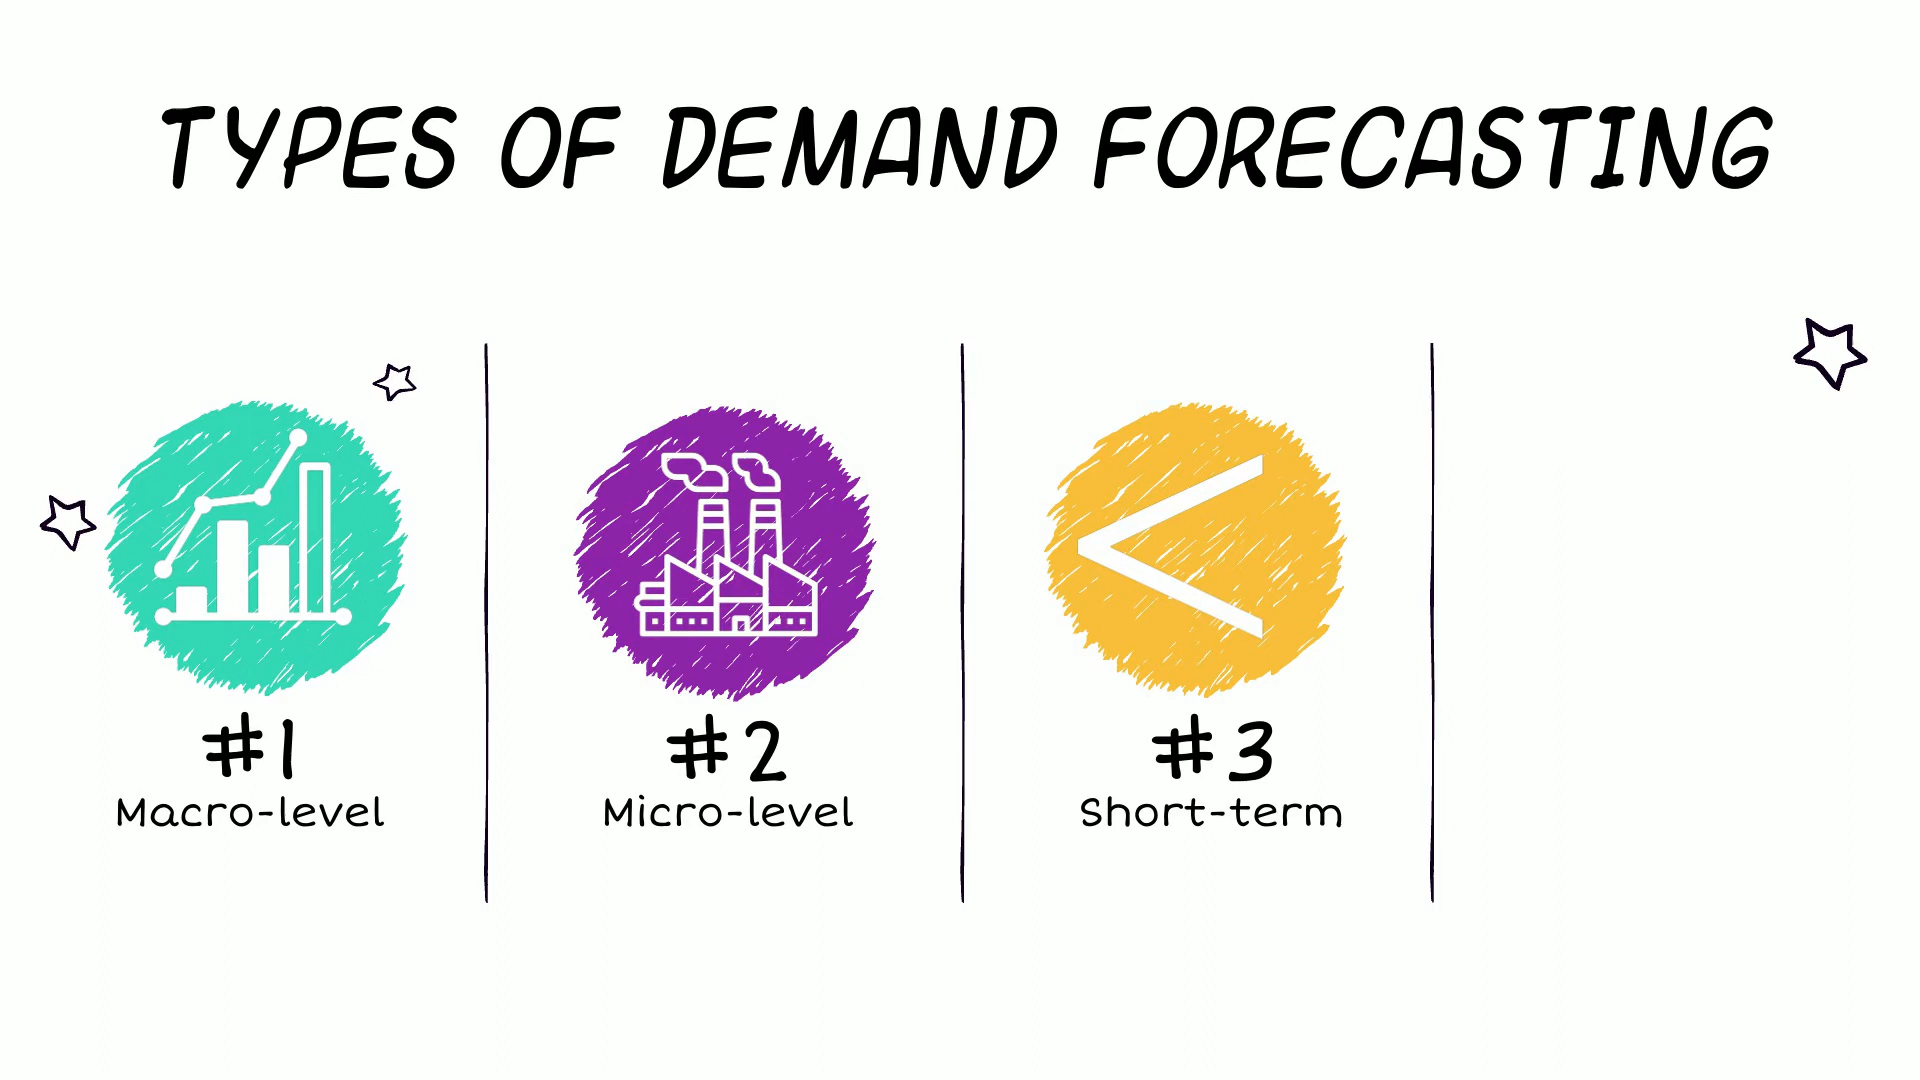 TYPES OF DEMAND FORECASTING
#1
Macro-level
#2
Micro-level
#3
Short-term